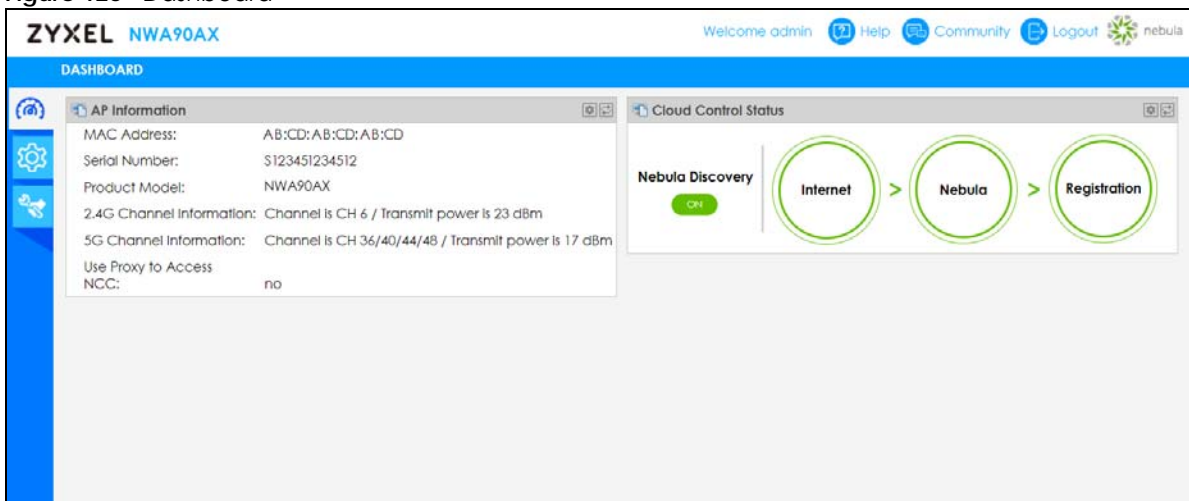 ZYXEL NWA90AX
Welcome admin Help Community Logout nebula
DASHBOARD
AP Information
MAC Address: AB:CD:AB:CD:AB:CD
Serial Number: S123451234512
Product Model: NWA90AX
2.4G Channel Information: Channel is CH 6 / Transmit power is 23 dBm
5G Channel Information: Channel is CH 36/40/44/48 / Transmit power is 17 dBm
Use Proxy to Access
NCC: no
Cloud Control Status
Nebula Discovery
ON
Internet > Nebula > Registration